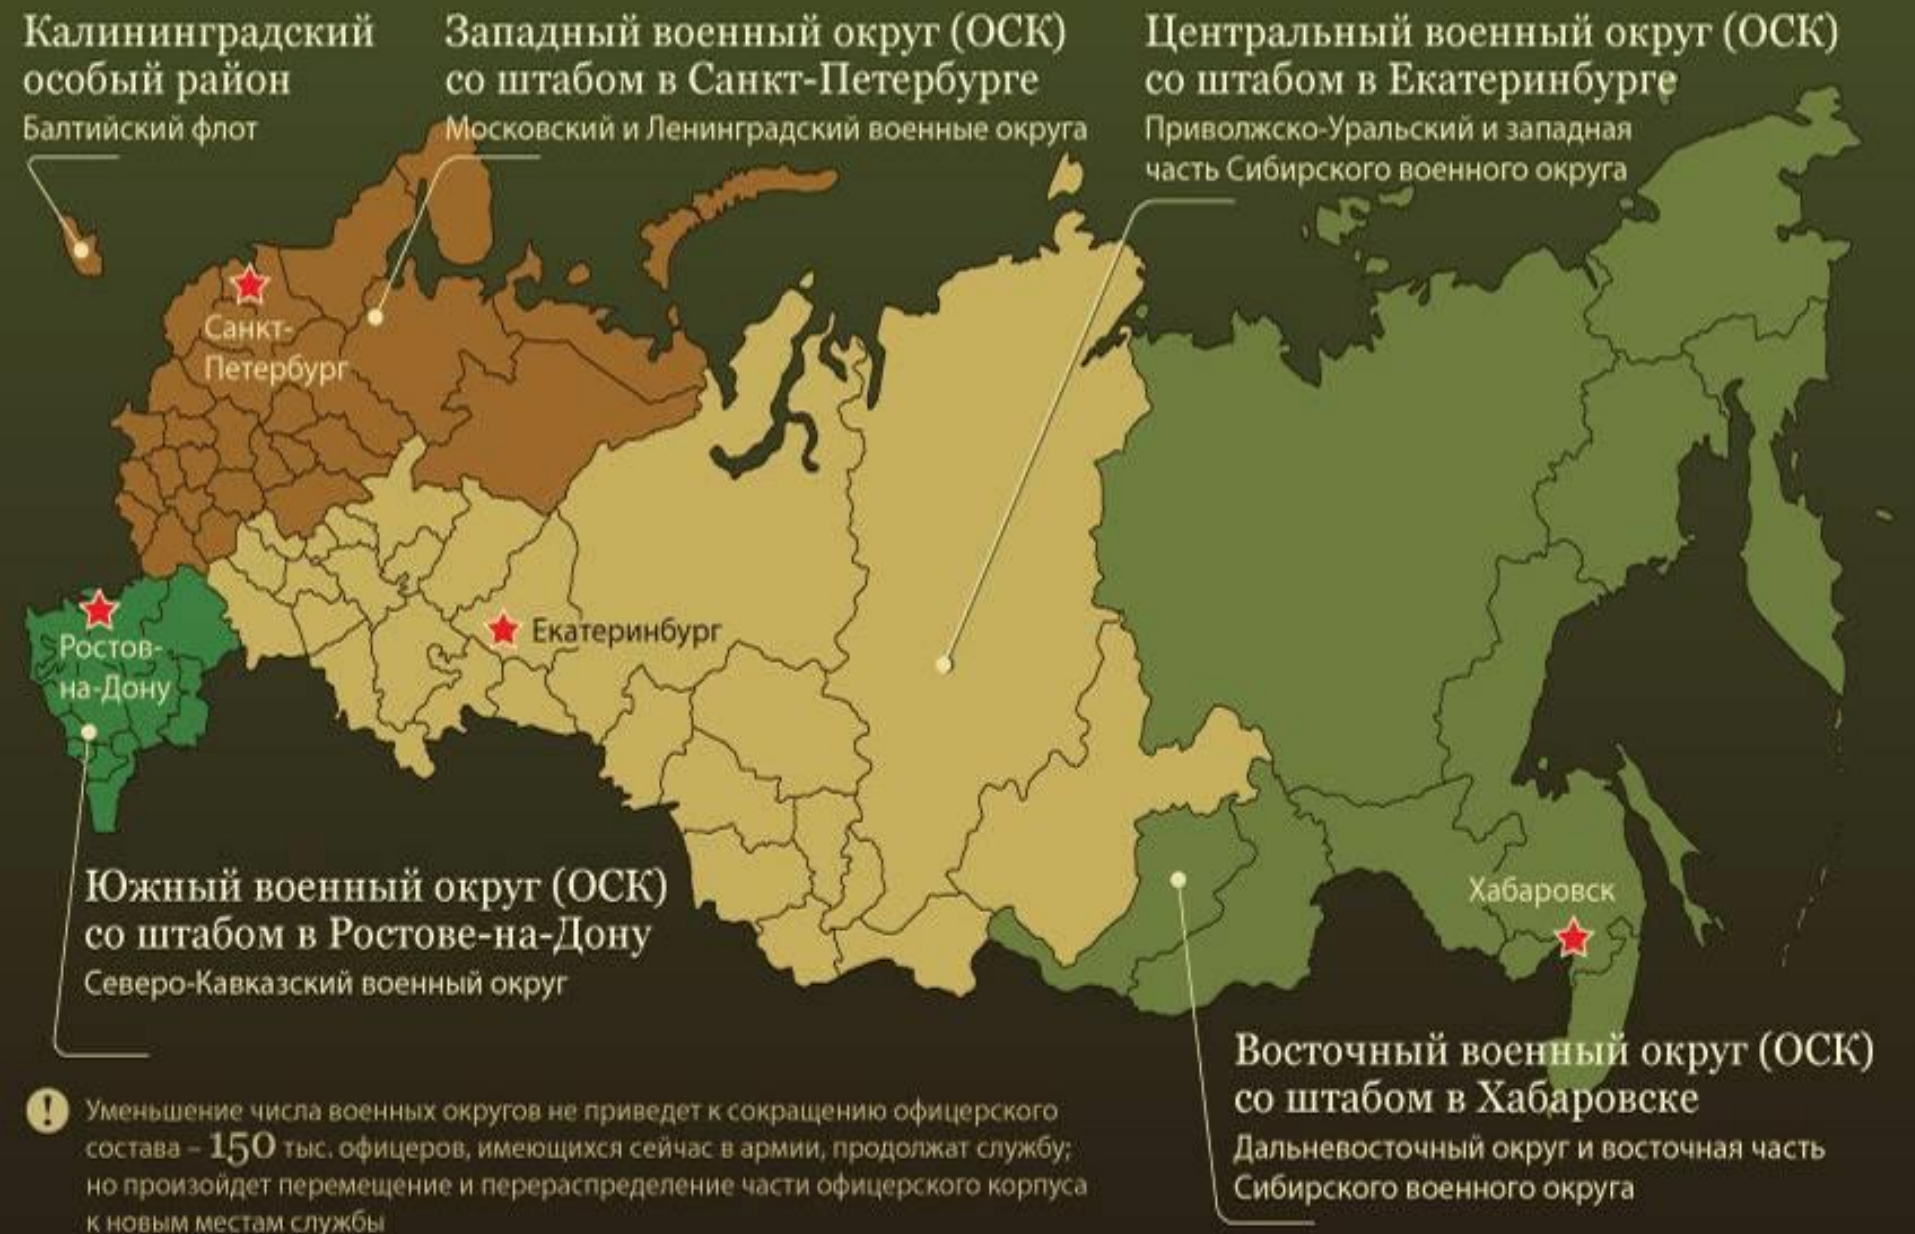 Калининградский
особый район
Балтийский флот
Западный военный округ (ОСК)
со штабом в Санкт-Петербурге
Московский и Ленинградский военные округа
Центральный военный округ (ОСК)
со штабом в Екатеринбурге
Приволжско-Уральский и западная
часть Сибирского военного округа
Санкт-
Петербург
Екатеринбург
Ростов-
на-Дону
Хабаровск
Южный военный округ (ОСК)
со штабом в Ростове-на-Дону
Северо-Кавказский военный округ
Восточный военный округ (ОСК)
со штабом в Хабаровске
Дальневосточный округ и восточная часть
Сибирского военного округа
! Уменьшение числа военных округов не приведет к сокращению офицерского
состава – 150 тыс. офицеров, имеющихся сейчас в армии, продолжат службу;
но произойдет перемещение и перераспределение части офицерского корпуса
к новым местам службы